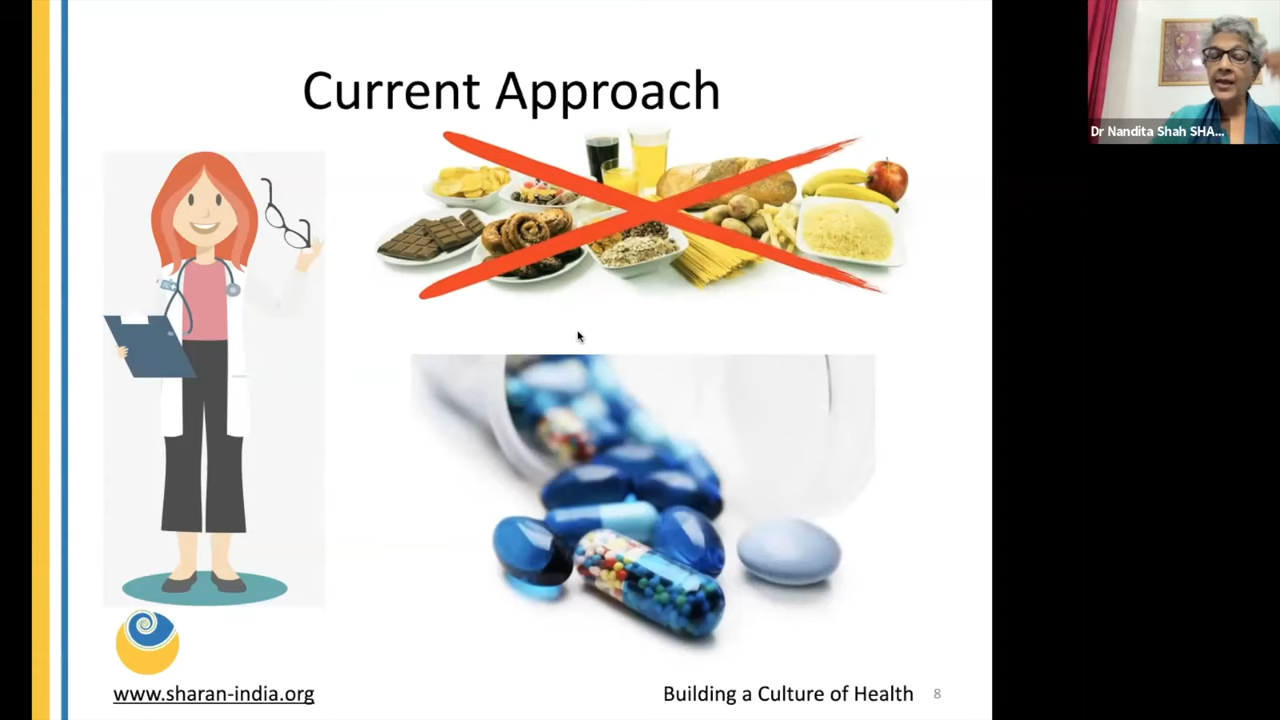 Current Approach
Dr Nandita Shah SHA...
www.sharan-india.org
Building a Culture of Health
8